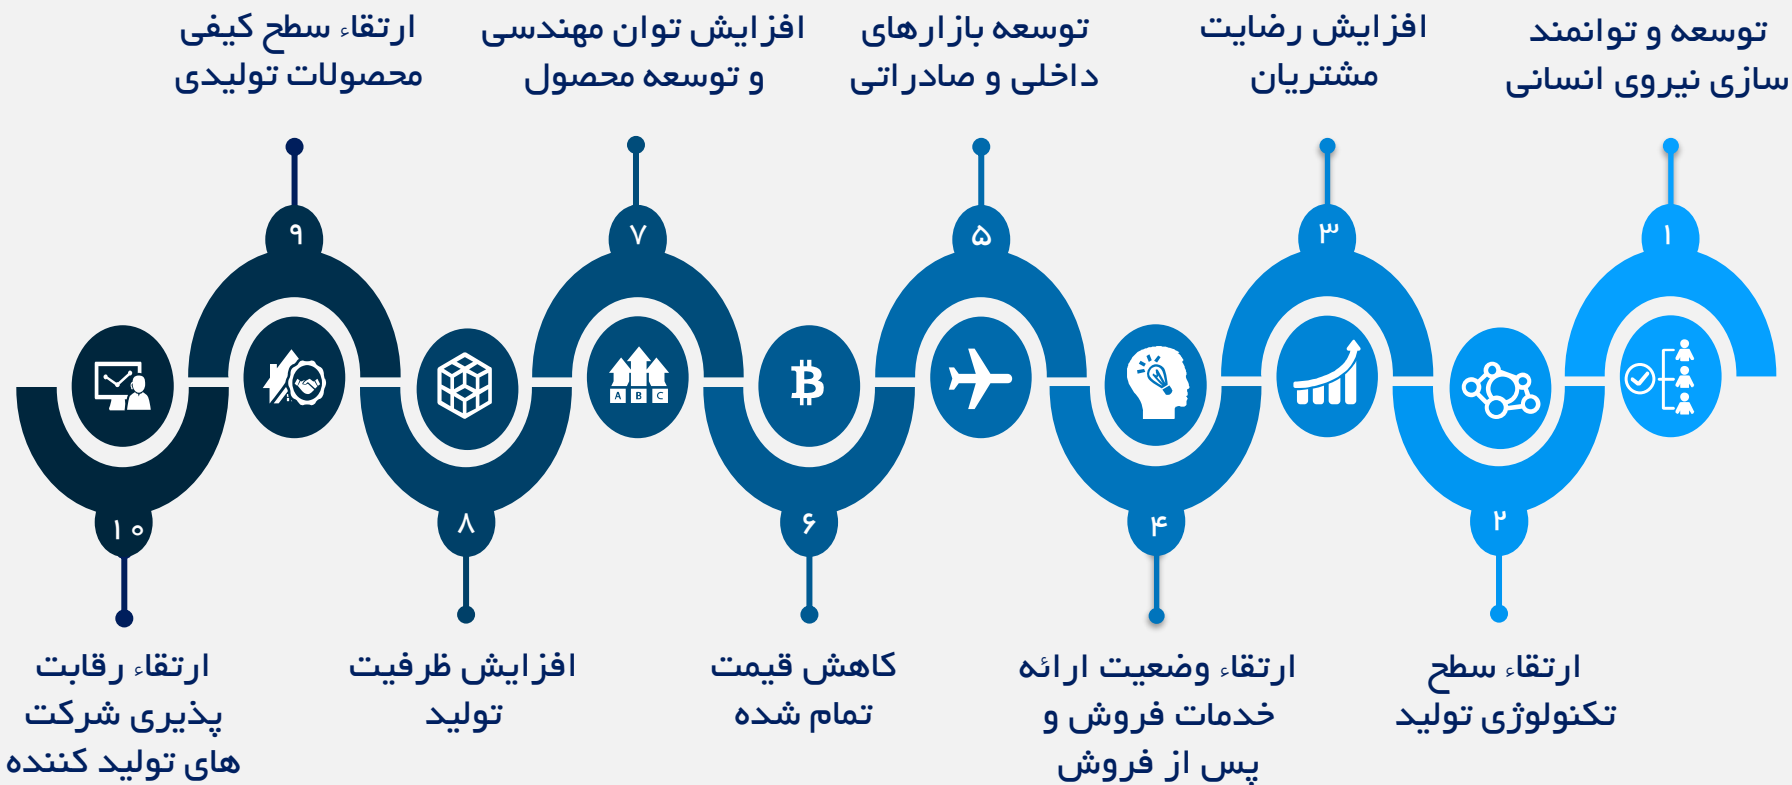 توسعه و توانمند
سازی نیروی انسانی
۱
ارتقاء سطح
تکنولوژی تولید
۲
افزایش رضایت
مشتریان
۳
ارتقاء وضعیت ارائه
خدمات فروش و
پس از فروش
۴
توسعه بازارهای
داخلی و صادراتی
۵
کاهش قیمت
تمام شده
۶
افزایش توان مهندسی
و توسعه محصول
۷
A B C
افزایش ظرفیت
تولید
۸
ارتقاء سطح کیفی
محصولات تولیدی
۹
ارتقاء رقابت
پذیری شرکت
های تولید کننده
۱۰